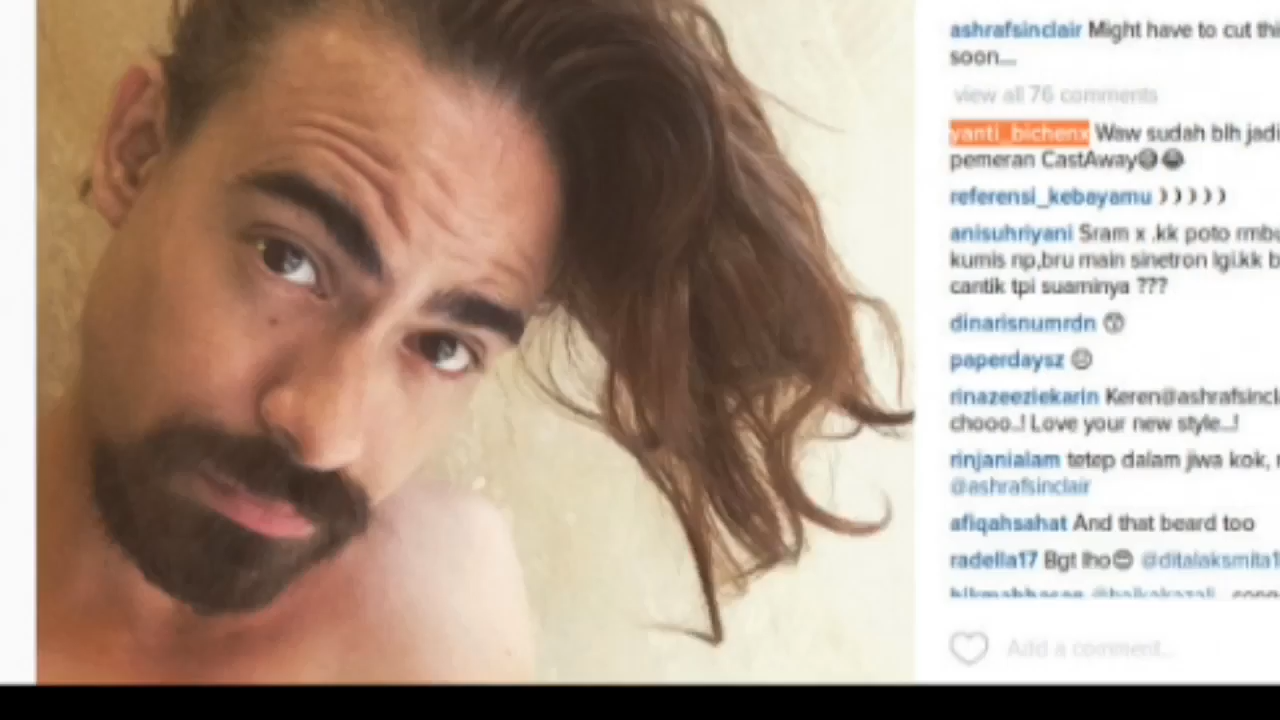 ashrafsinclair Might have to cut thi
soon....
view all 76 comments
yanti_bichenx Waw sudah blh jadi
pemeran CastAway😅😂
referensi_kebayamu ❩❩❩❩❩
anisuhriyani Sram x ,kk poto rmbu
kumis np,bru main sinetron lgi.kk b
cantik tpi suaminya ???
dinarisnumrdn 😚
paperdaysz 😐
rinazeeziekarin Keren@ashrafsincla
chooo..! Love your new style...!
rinjanialam tetep dalam jiwa kok,
@ashrafsinclair
afiqahsahat And that beard too
radella17 Bgt lho😍 @ditalaksmita1
Add a comment...